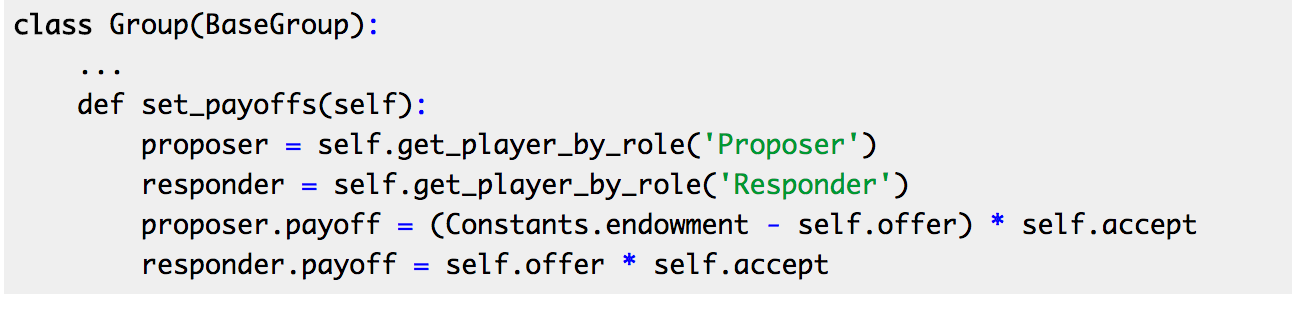 class Group(BaseGroup):
    ...
    def set_payoffs(self):
        proposer = self.get_player_by_role('Proposer')
        responder = self.get_player_by_role('Responder')
        proposer.payoff = (Constants.endowment - self.offer) * self.accept
        responder.payoff = self.offer * self.accept